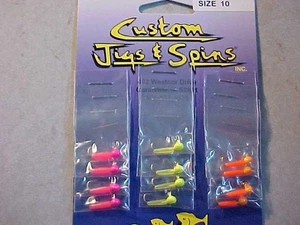 SIZE 10
Custom
Jigs & Spins
INC.